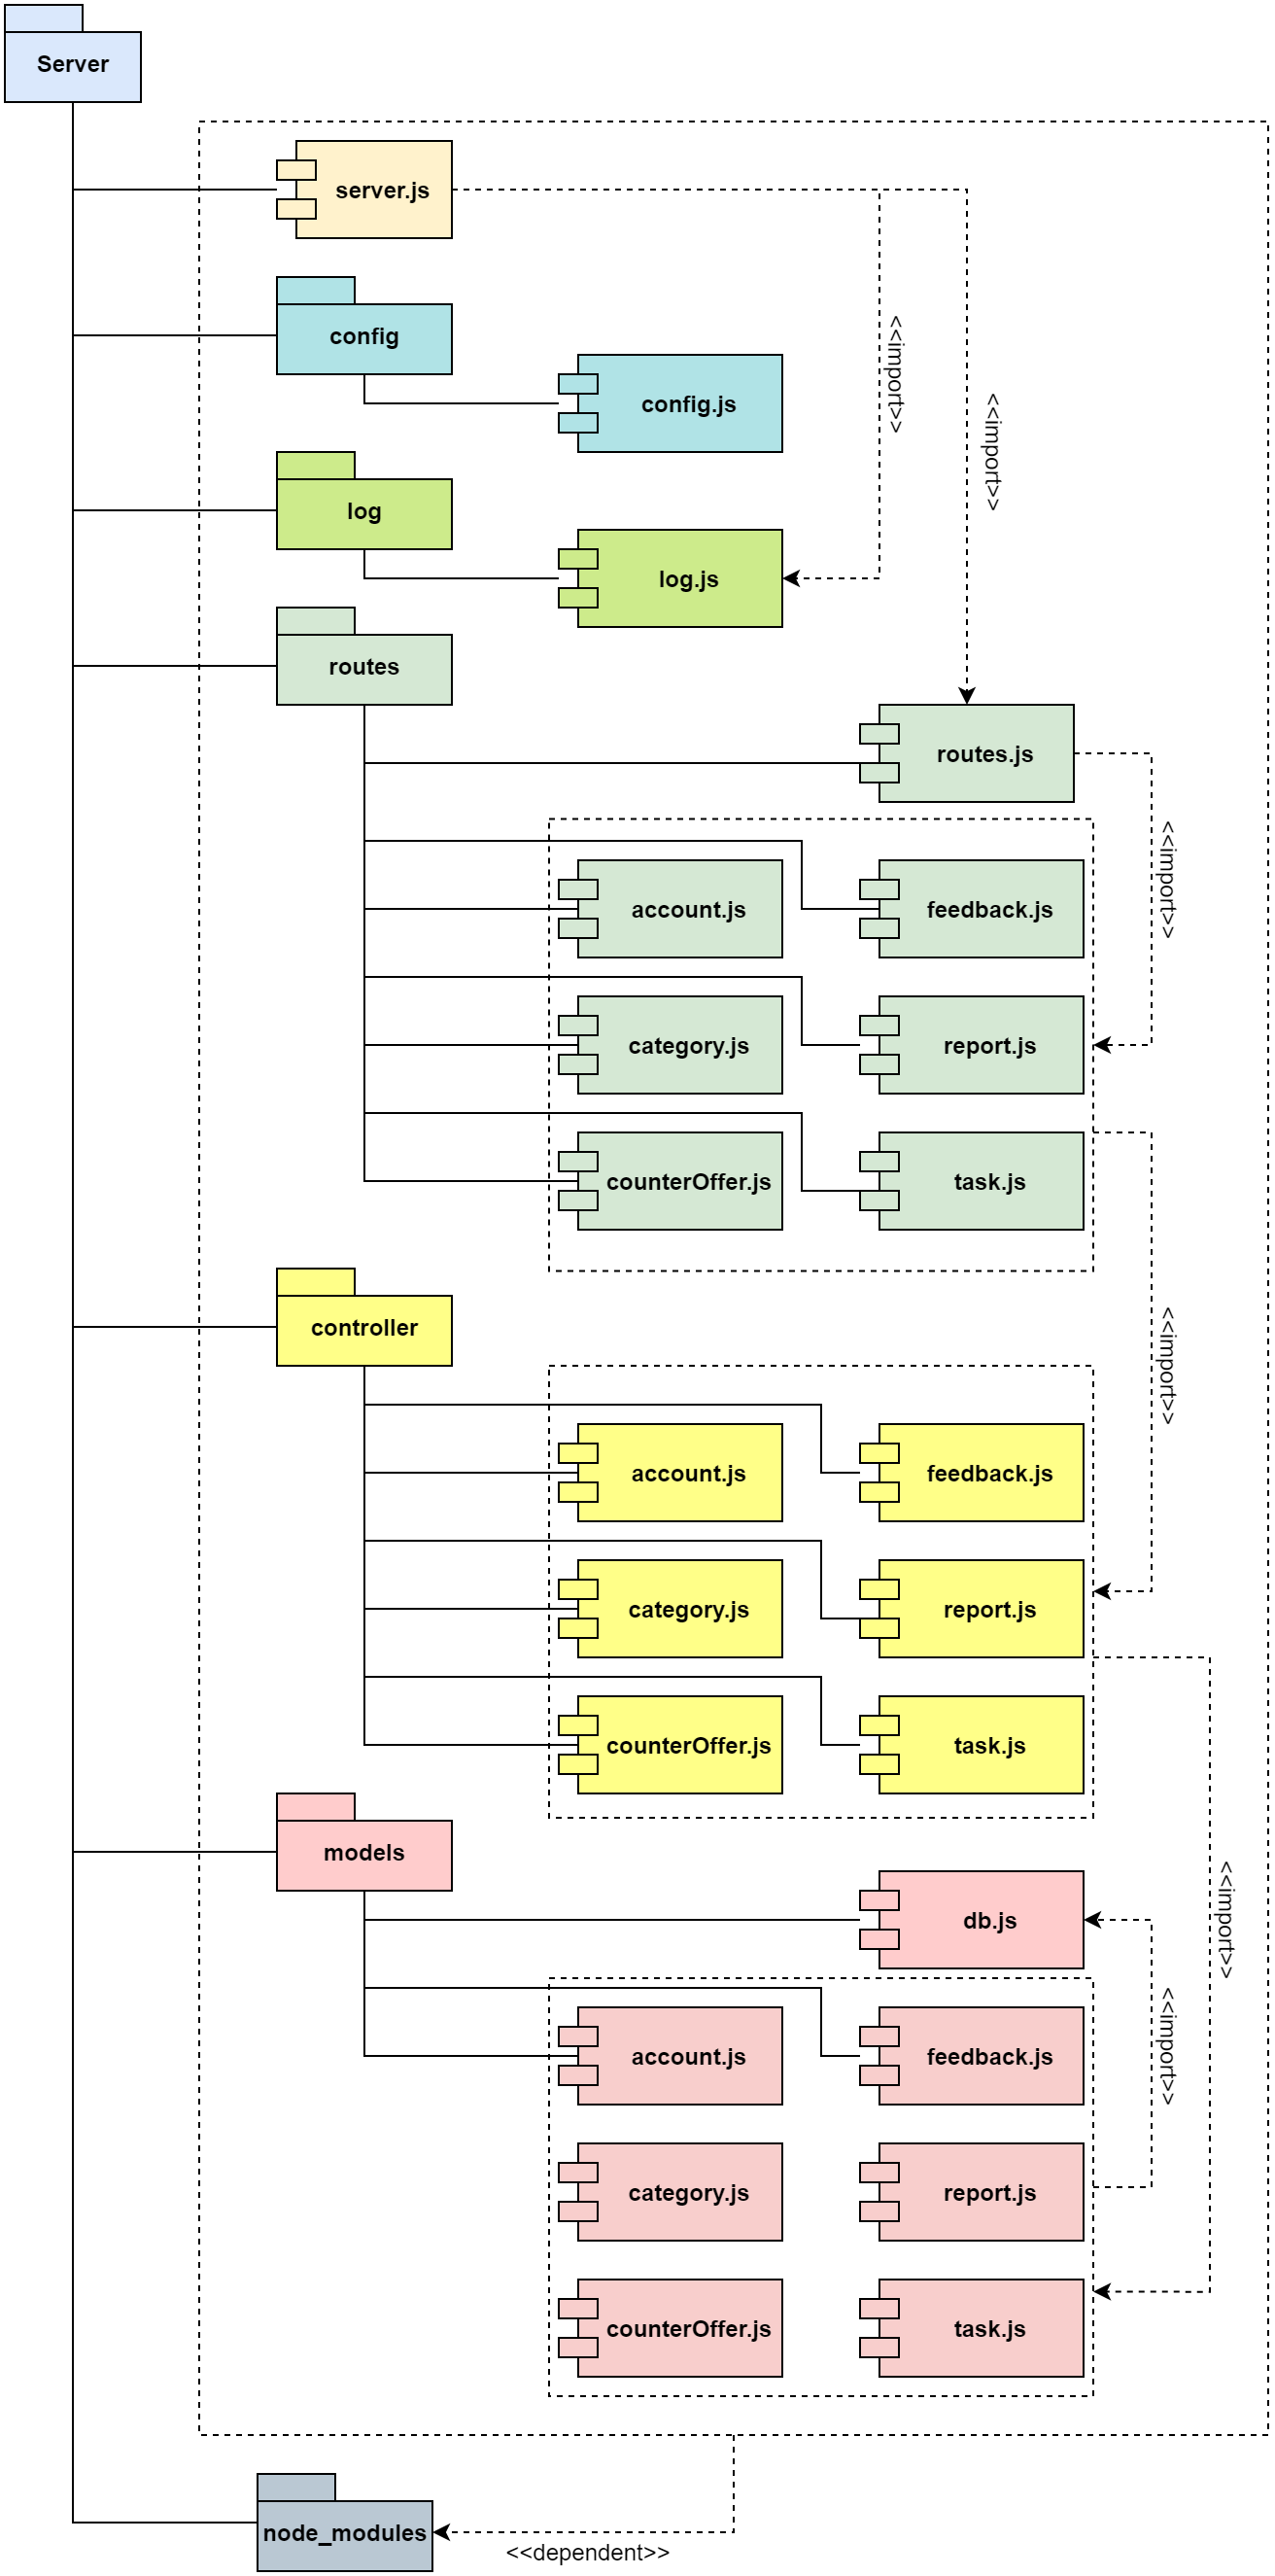 Server
server.js
config
<<import>>
config.js
<<import>>
log
log.js
routes
routes.js
<<import>>
account.js
feedback.js
category.js
report.js
counterOffer.js
task.js
controller
<<import>>
account.js
feedback.js
category.js
report.js
counterOffer.js
task.js
models
db.js
<<import>>
account.js
feedback.js
<<import>>
category.js
report.js
counterOffer.js
task.js
node_modules
<<dependent>>